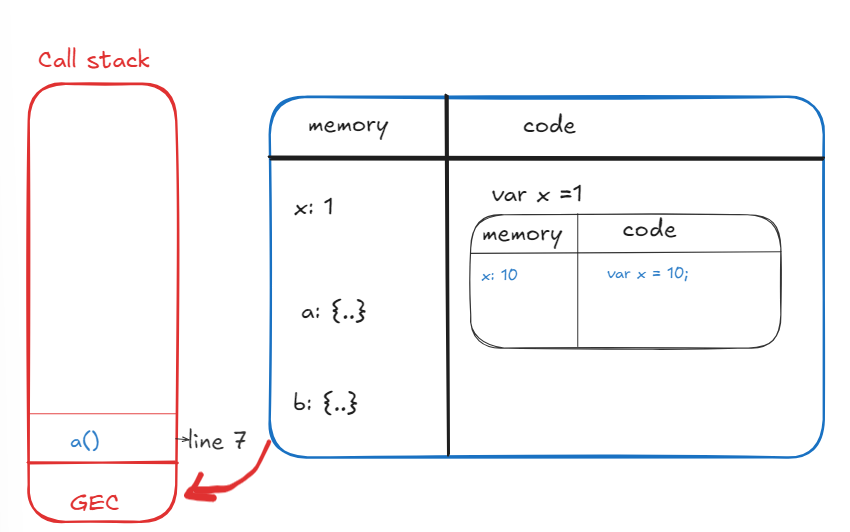 Call stack
memory
code
x: 1
var x =1
memory
code
x: 10
var x = 10;
a: {..}
b: {..}
a()
line 7
GEC